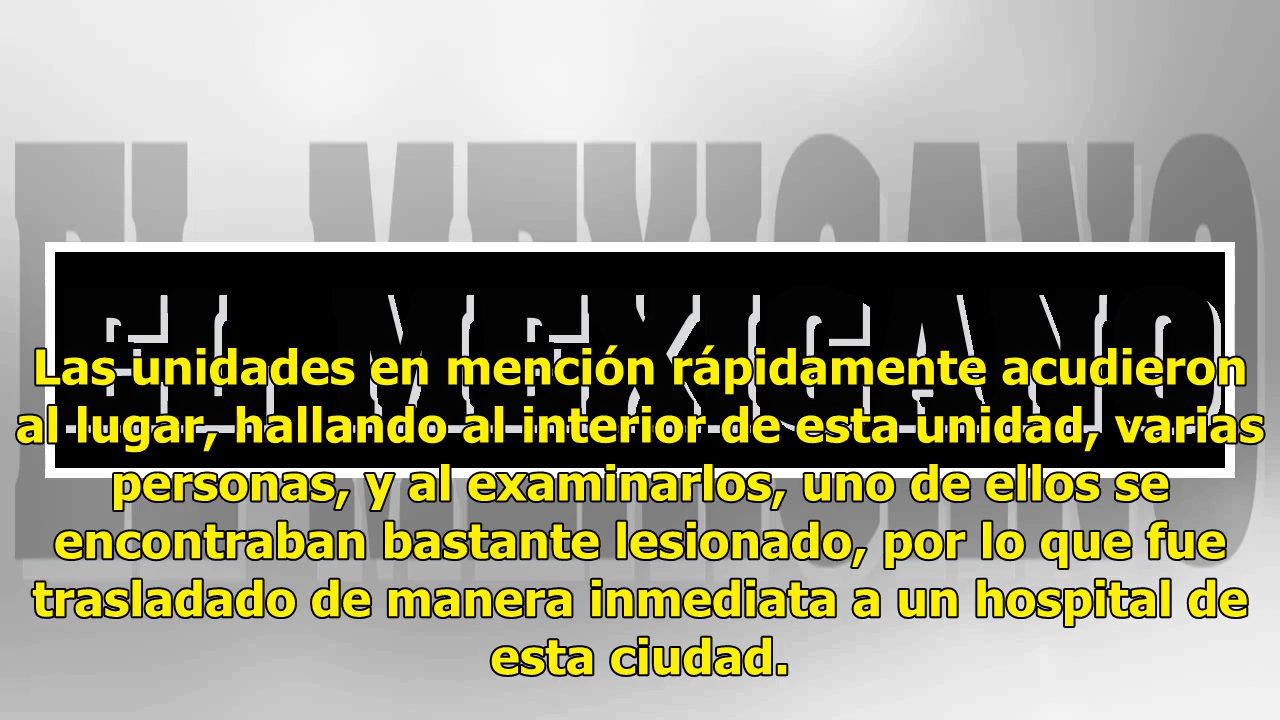 EL MEXICANO
EL MEXICANO
Las unidades en mención rápidamente acudieron
al lugar, hallando al interior de esta unidad, varias
personas, y al examinarlos, uno de ellos se
encontraban bastante lesionado, por lo que fue
trasladado de manera inmediata a un hospital de
esta ciudad.